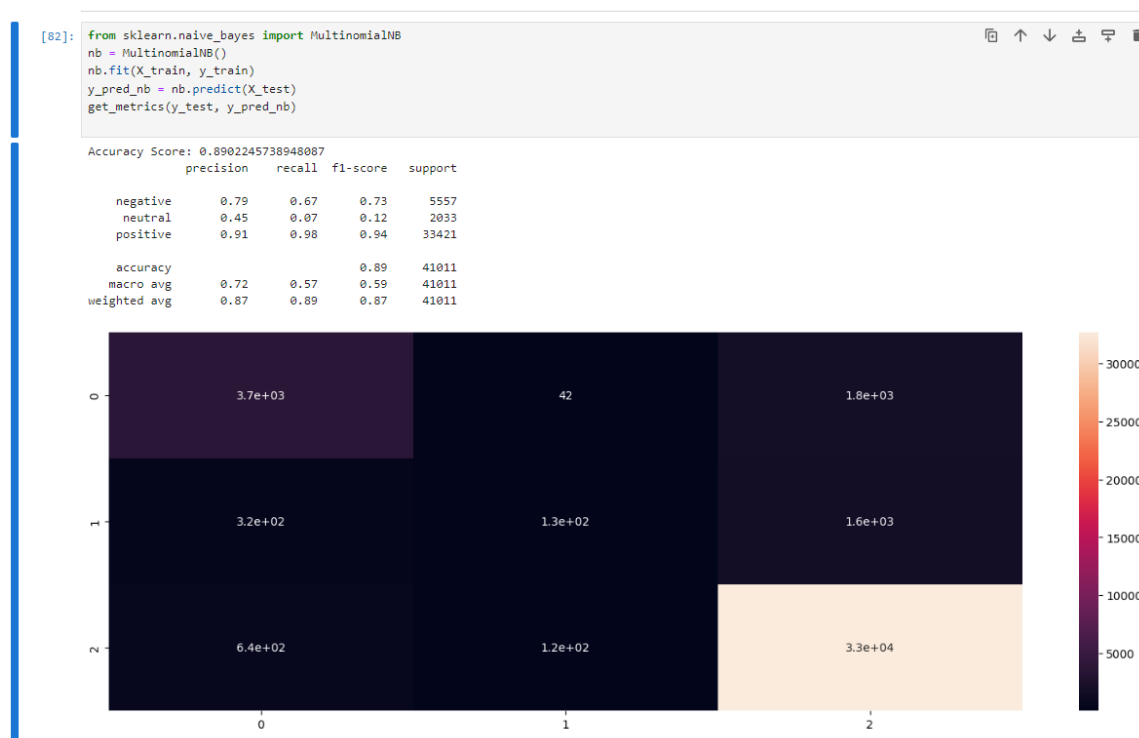 [82]: from sklearn.naive_bayes import MultinomialNB
nb = MultinomialNB()
nb.fit(X_train, y_train)
y_pred_nb = nb.predict(X_test)
get_metrics(y_test, y_pred_nb)
Accuracy Score: 0.8902245738948087
precision recall f1-score support
negative 0.79 0.67 0.73 5557
neutral 0.45 0.07 0.12 2033
positive 0.91 0.98 0.94 33421
accuracy 0.89 41011
macro avg 0.72 0.57 0.59 41011
weighted avg 0.87 0.89 0.87 41011
0 3.7e+03 42 1.8e+03
1 3.2e+02 1.3e+02 1.6e+03
2 6.4e+02 1.2e+02 3.3e+04
0 1 2
30000
25000
20000
15000
10000
5000